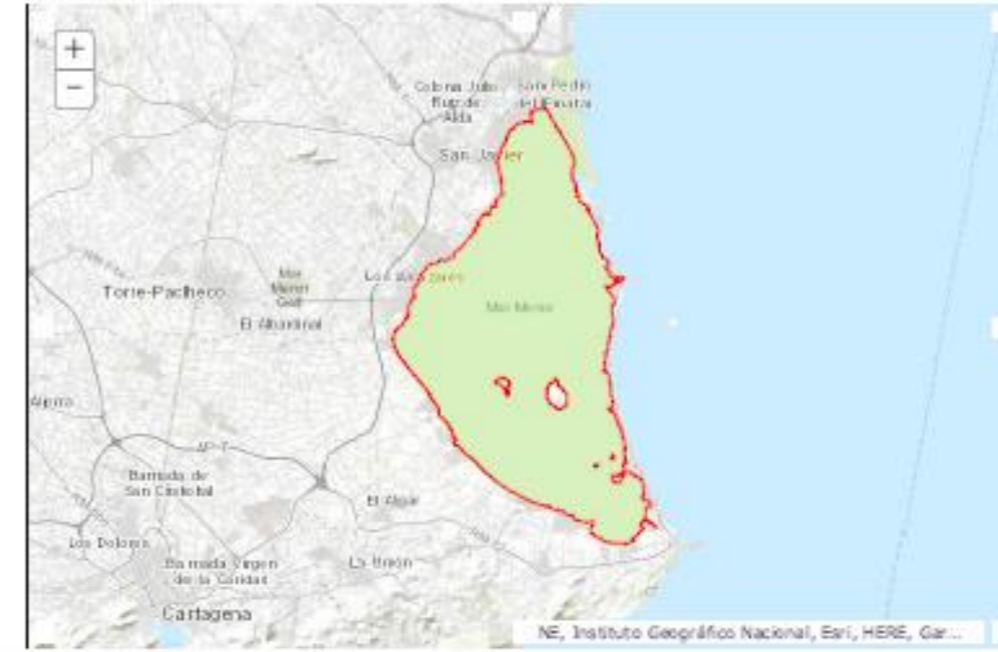 +
−
Colonia Julio
Ruiz de
Alda
San Pedro
del Pinatar
San Javier
Los Alcázares
Torre-Pacheco
Mar
Menor
Golf
El Albardinal
Mar Menor
AP-7
Barriada de
San Cristobal
El Algar
Los Dolores
Barriada Virgen
de la Caridad
La Unión
Cartagena
NE, Instituto Geográfico Nacional, Esri, HERE, Gar...